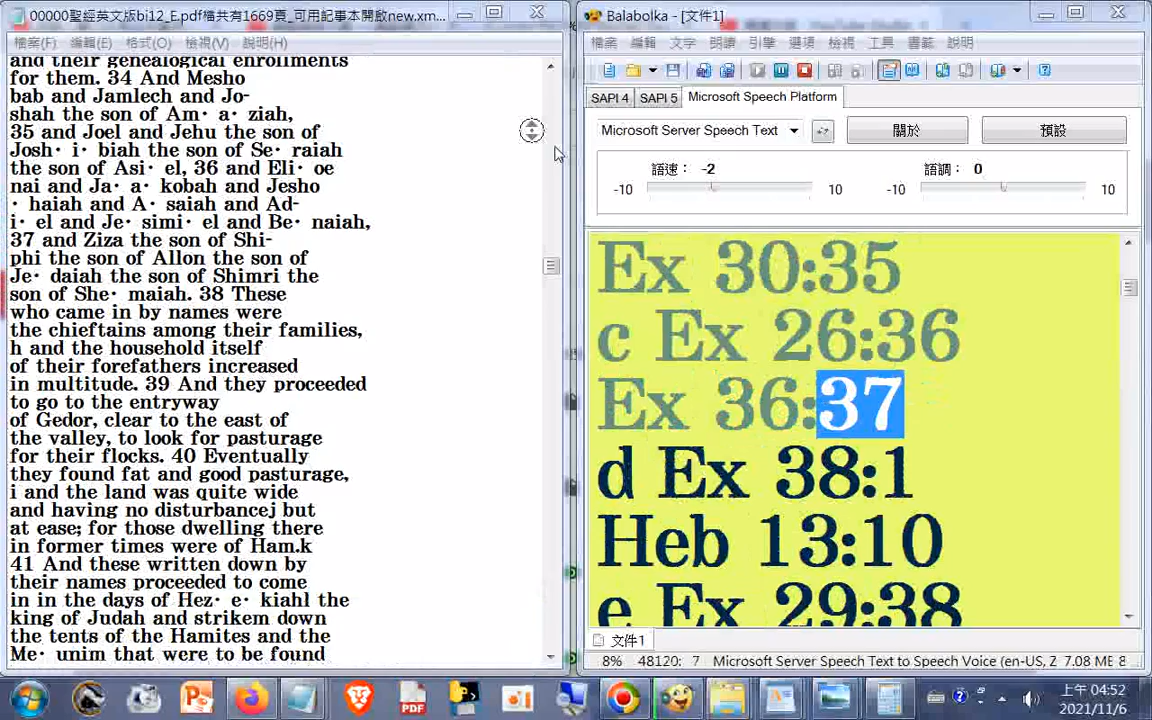 00000聖經英文版bi12_E.pdf檔共有1669頁_可用記事本開啟new.xm...
檔案(F) 編輯(E) 格式(O) 檢視(V) 說明(H)
and their genealogical enrollments
for them. 34 And Mesho
bab and Jamlech and Jo-
shah the son of Am· a· ziah,
35 and Joel and Jehu the son of
Josh· i· biah the son of Se· raiah
the son of Asi· el, 36 and Eli· oe
nai and Ja· a· kobah and Jesho
· haiah and A· saiah and Ad-
i· el and Je· simi· el and Be· naiah,
37 and Ziza the son of Shi-
phi the son of Allon the son of
Je· daiah the son of Shimri the
son of She· maiah. 38 These
who came in by names were
the chieftains among their families,
h and the household itself
of their forefathers increased
in multitude. 39 And they proceeded
to go to the entryway
of Gedor, clear to the east of
the valley, to look for pasturage
for their flocks. 40 Eventually
they found fat and good pasturage,
i and the land was quite wide
and having no disturbancej but
at ease; for those dwelling there
in former times were of Ham.k
41 And these written down by
their names proceeded to come
in in the days of Hez· e· kiahl the
king of Judah and strikem down
the tents of the Hamites and the
Me· unim that were to be found
Balabolka - [文件1]
檔案 編輯 文字 朗讀 引擎 選項 檢視 工具 書籤 說明
SAPI 4 SAPI 5 Microsoft Speech Platform
Microsoft Server Speech Text 關於 預設
語速： -2 語調： 0
-10 10 -10 10
Ex 30:35
c Ex 26:36
Ex 36:37
d Ex 38:1
Heb 13:10
e Ex 29:38
文件1
8% 48120: 7 Microsoft Server Speech Text to Speech Voice (en-US, Z 7.08 MB 8
上午 04:52
2021/11/6